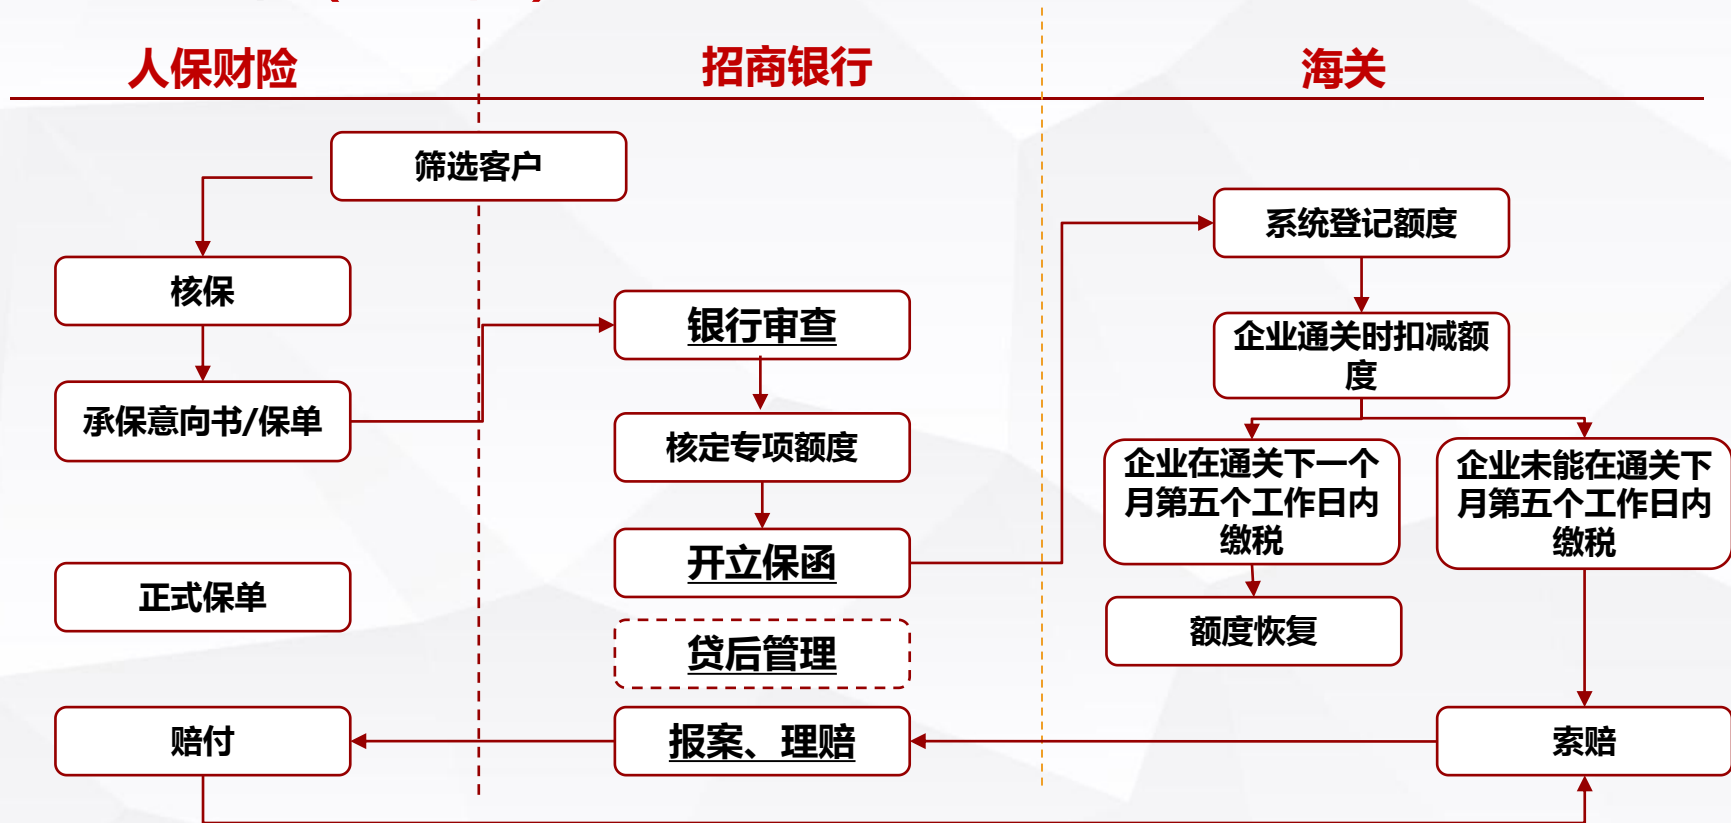 人保财险
招商银行
海关
筛选客户
系统登记额度
核保
银行审查
企业通关时扣减额
度
承保意向书/保单
核定专项额度
企业在通关下一个
月第五个工作日内
缴税
企业未能在通关下
月第五个工作日内
缴税
开立保函
正式保单
额度恢复
贷后管理
赔付
报案、理赔
索赔